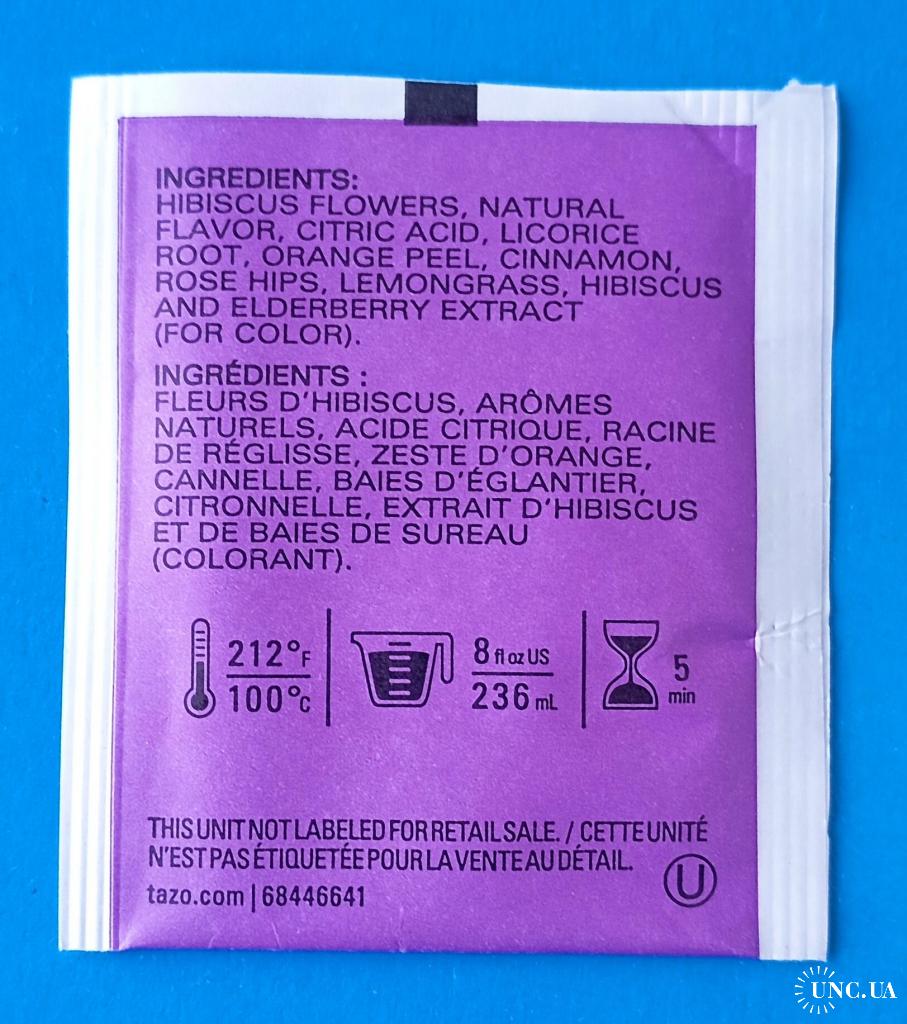 INGREDIENTS:
HIBISCUS FLOWERS, NATURAL
FLAVOR, CITRIC ACID, LICORICE
ROOT, ORANGE PEEL, CINNAMON,
ROSE HIPS, LEMONGRASS, HIBISCUS
AND ELDERBERRY EXTRACT
(FOR COLOR).
INGRÉDIENTS :
FLEURS D'HIBISCUS, ARÔMES
NATURELS, ACIDE CITRIQUE, RACINE
DE RÉGLISSE, ZESTE D'ORANGE,
CANNELLE, BAIES D'ÉGLANTIER,
CITRONNELLE, EXTRAIT D'HIBISCUS
ET DE BAIES DE SUREAU
(COLORANT).
212°F
100°C
8 fl oz US
236 mL
5
min
THIS UNIT NOT LABELED FOR RETAIL SALE. / CETTE UNITÉ
N'EST PAS ÉTIQUETÉE POUR LA VENTE AU DÉTAIL.
tazo.com | 68446641
U
UNC.UA